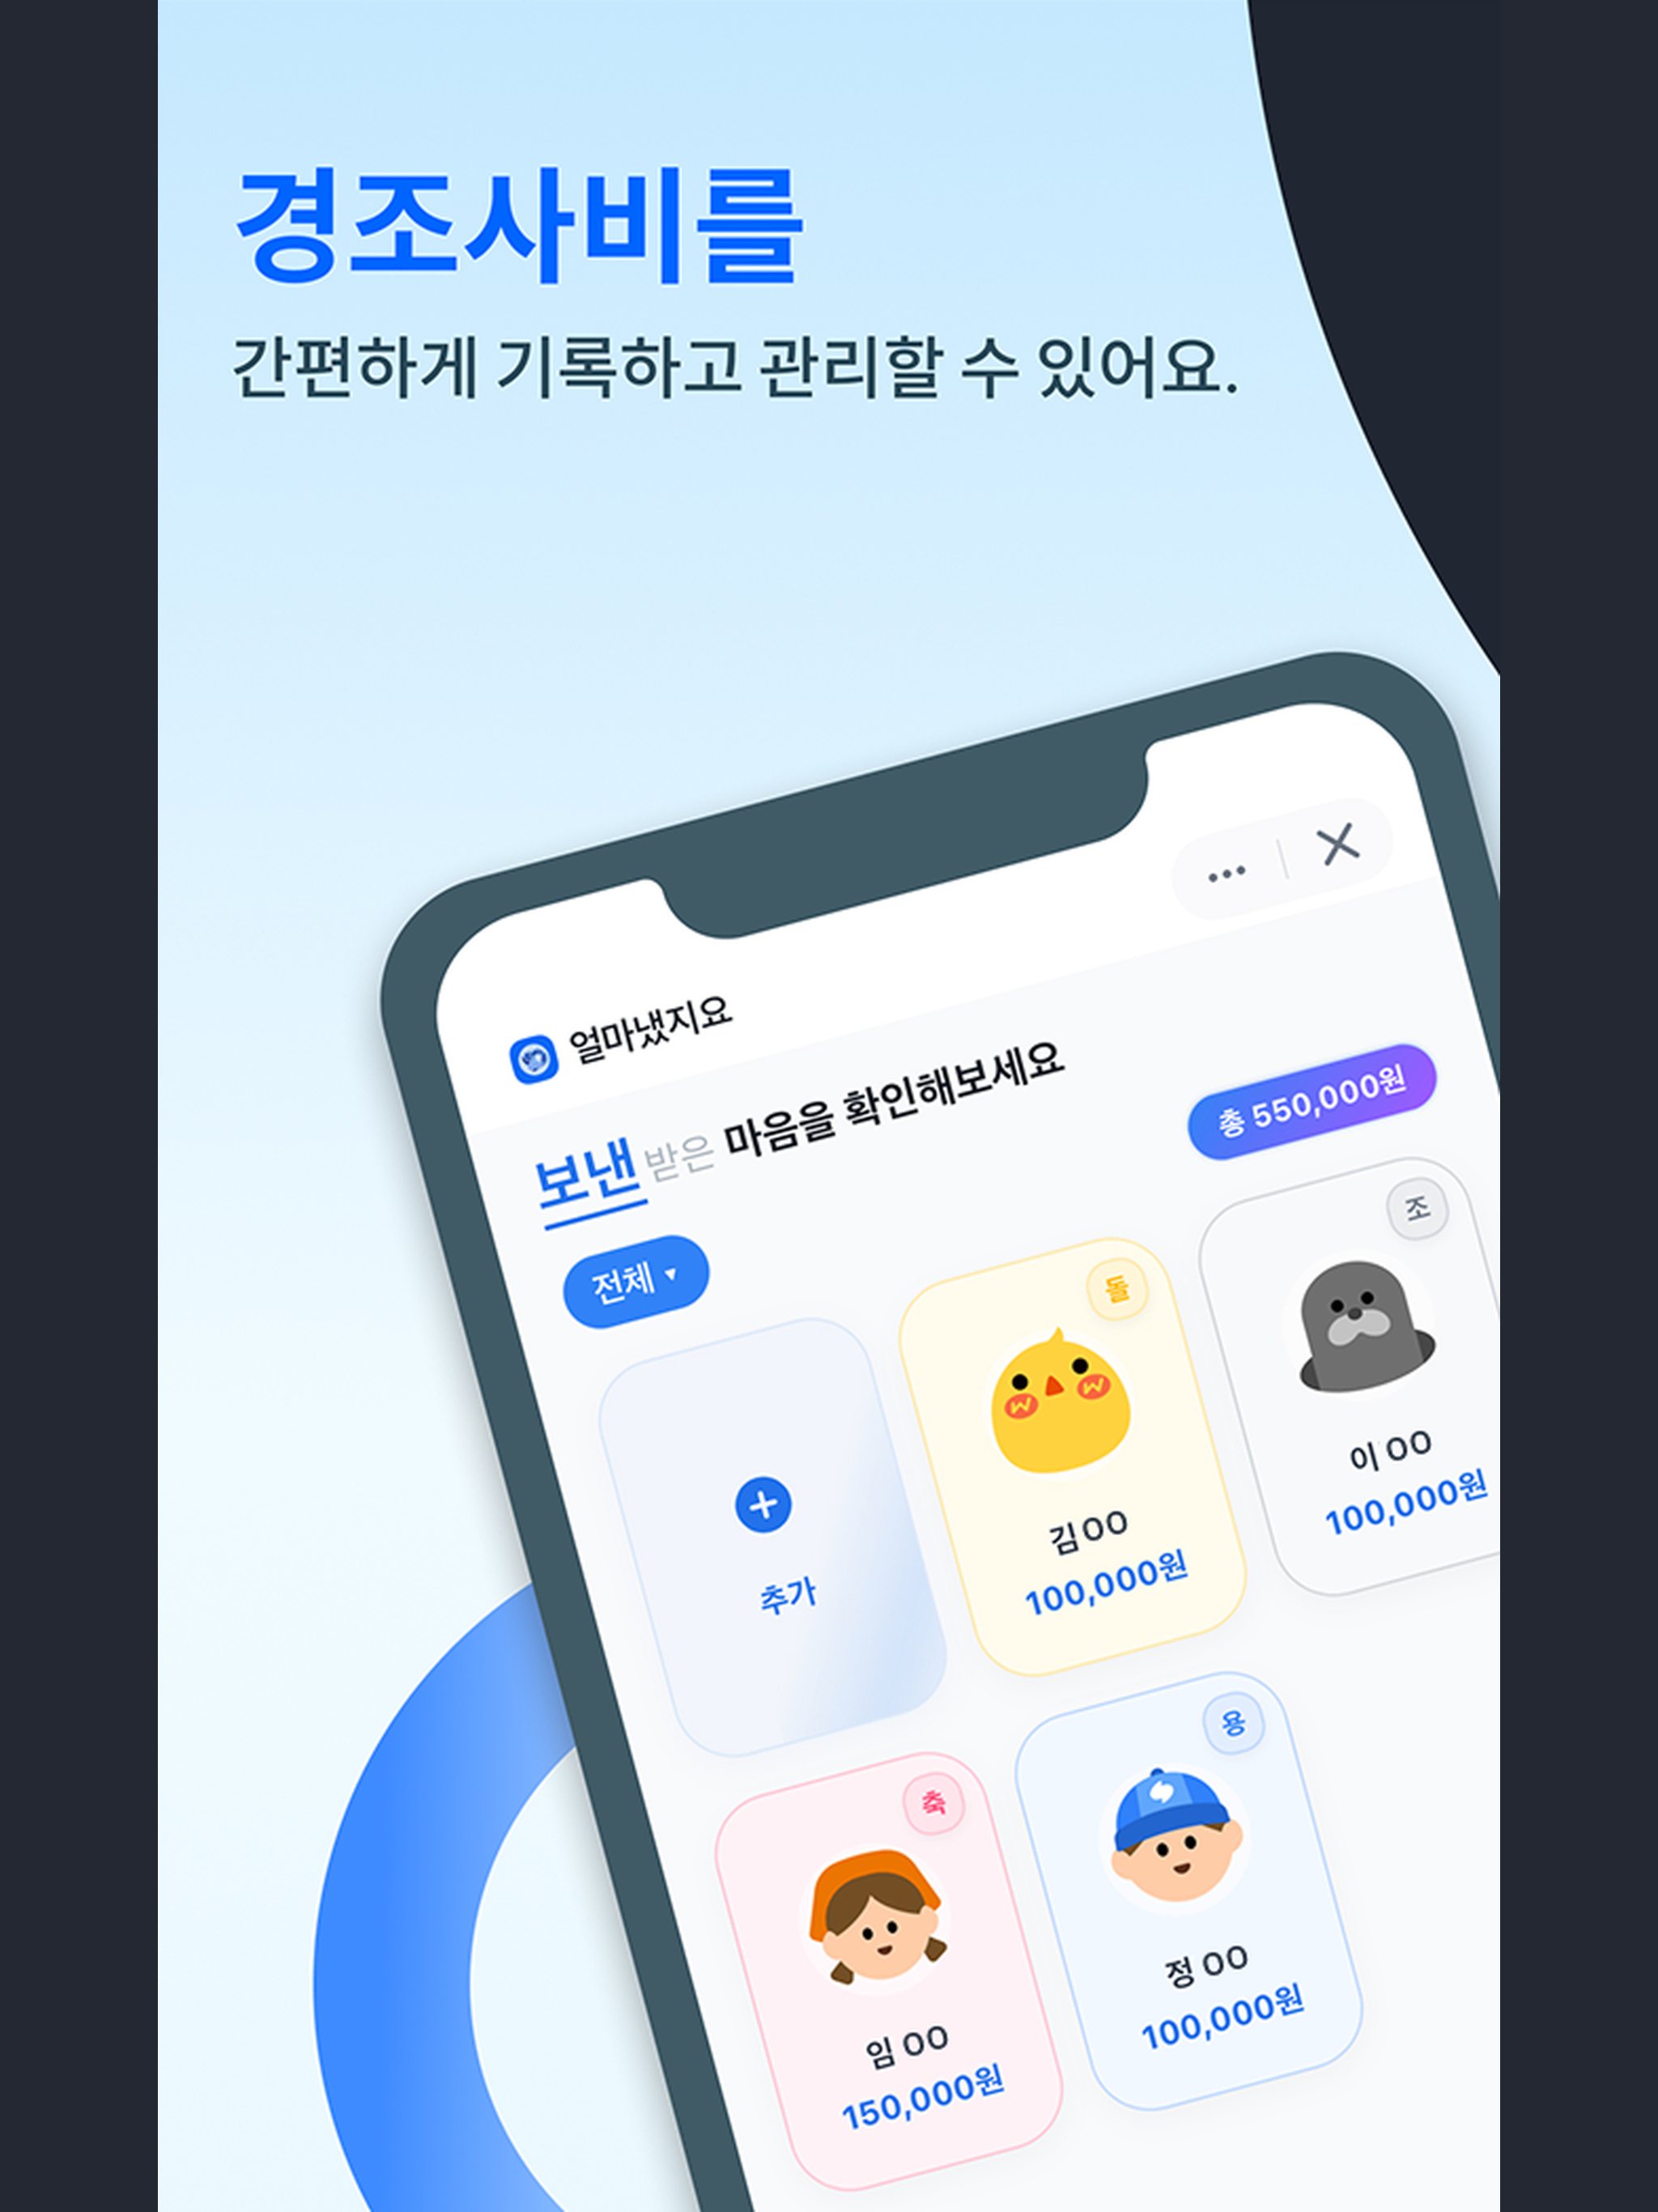 경조사비를
간편하게 기록하고 관리할 수 있어요.
얼마냈지요
보낸 받은 마음을 확인해보세요
총 550,000원
전체 ▼
추가
돌
김OO
100,000원
조
이 OO
100,000원
축
임 OO
150,000원
용
정 OO
100,000원